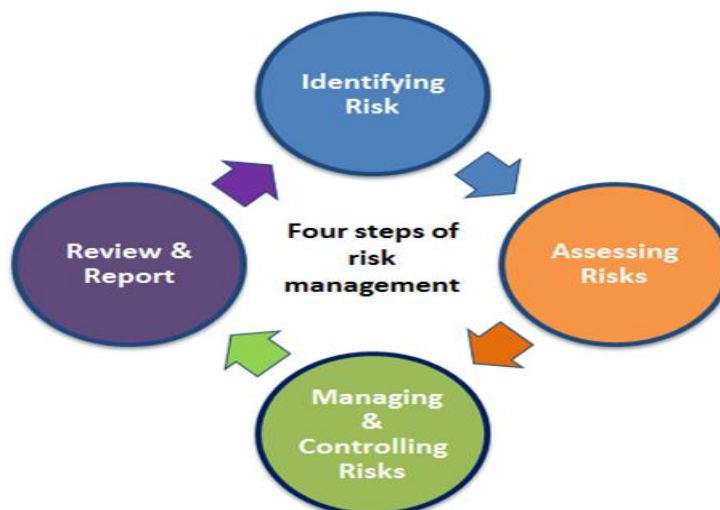 Identifying
Risk
Four steps of
risk
management
Assessing
Risks
Managing
&
Controlling
Risks
Review &
Report